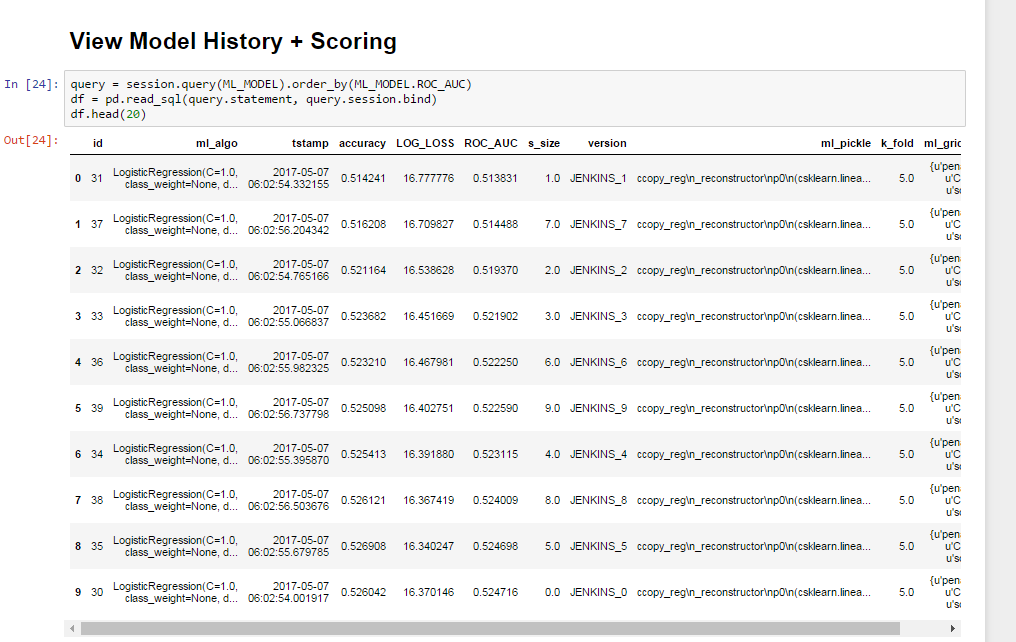 View Model History + Scoring
In [24]: query = session.query(ML_MODEL).order_by(ML_MODEL.ROC_AUC)
df = pd.read_sql(query.statement, query.session.bind)
df.head(20)
Out[24]:
id ml_algo tstamp accuracy LOG_LOSS ROC_AUC s_size version ml_pickle k_fold ml_grid
0 31 LogisticRegression(C=1.0, class_weight=None, d... 2017-05-07 06:02:54.332155 0.514241 16.777776 0.513831 1.0 JENKINS_1 ccopy_reg\n_reconstructor\np0\n(csklearn.linea... 5.0 {u'pen u'C u's
1 37 LogisticRegression(C=1.0, class_weight=None, d... 2017-05-07 06:02:56.204342 0.516208 16.709827 0.514488 7.0 JENKINS_7 ccopy_reg\n_reconstructor\np0\n(csklearn.linea... 5.0 {u'pen u'C u's
2 32 LogisticRegression(C=1.0, class_weight=None, d... 2017-05-07 06:02:54.765166 0.521164 16.538628 0.519370 2.0 JENKINS_2 ccopy_reg\n_reconstructor\np0\n(csklearn.linea... 5.0 {u'pen u'C u's
3 33 LogisticRegression(C=1.0, class_weight=None, d... 2017-05-07 06:02:55.066837 0.523682 16.451669 0.521902 3.0 JENKINS_3 ccopy_reg\n_reconstructor\np0\n(csklearn.linea... 5.0 {u'pen u'C u's
4 36 LogisticRegression(C=1.0, class_weight=None, d... 2017-05-07 06:02:55.982325 0.523210 16.467981 0.522250 6.0 JENKINS_6 ccopy_reg\n_reconstructor\np0\n(csklearn.linea... 5.0 {u'pen u'C u's
5 39 LogisticRegression(C=1.0, class_weight=None, d... 2017-05-07 06:02:56.737798 0.525098 16.402751 0.522590 9.0 JENKINS_9 ccopy_reg\n_reconstructor\np0\n(csklearn.linea... 5.0 {u'pen u'C u's
6 34 LogisticRegression(C=1.0, class_weight=None, d... 2017-05-07 06:02:55.395870 0.525413 16.391880 0.523115 4.0 JENKINS_4 ccopy_reg\n_reconstructor\np0\n(csklearn.linea... 5.0 {u'pen u'C u's
7 38 LogisticRegression(C=1.0, class_weight=None, d... 2017-05-07 06:02:56.503676 0.526121 16.367419 0.524009 8.0 JENKINS_8 ccopy_reg\n_reconstructor\np0\n(csklearn.linea... 5.0 {u'pen u'C u's
8 35 LogisticRegression(C=1.0, class_weight=None, d... 2017-05-07 06:02:55.679785 0.526908 16.340247 0.524698 5.0 JENKINS_5 ccopy_reg\n_reconstructor\np0\n(csklearn.linea... 5.0 {u'pen u'C u's
9 30 LogisticRegression(C=1.0, class_weight=None, d... 2017-05-07 06:02:54.001917 0.526042 16.370146 0.524716 0.0 JENKINS_0 ccopy_reg\n_reconstructor\np0\n(csklearn.linea... 5.0 {u'pen u'C u's